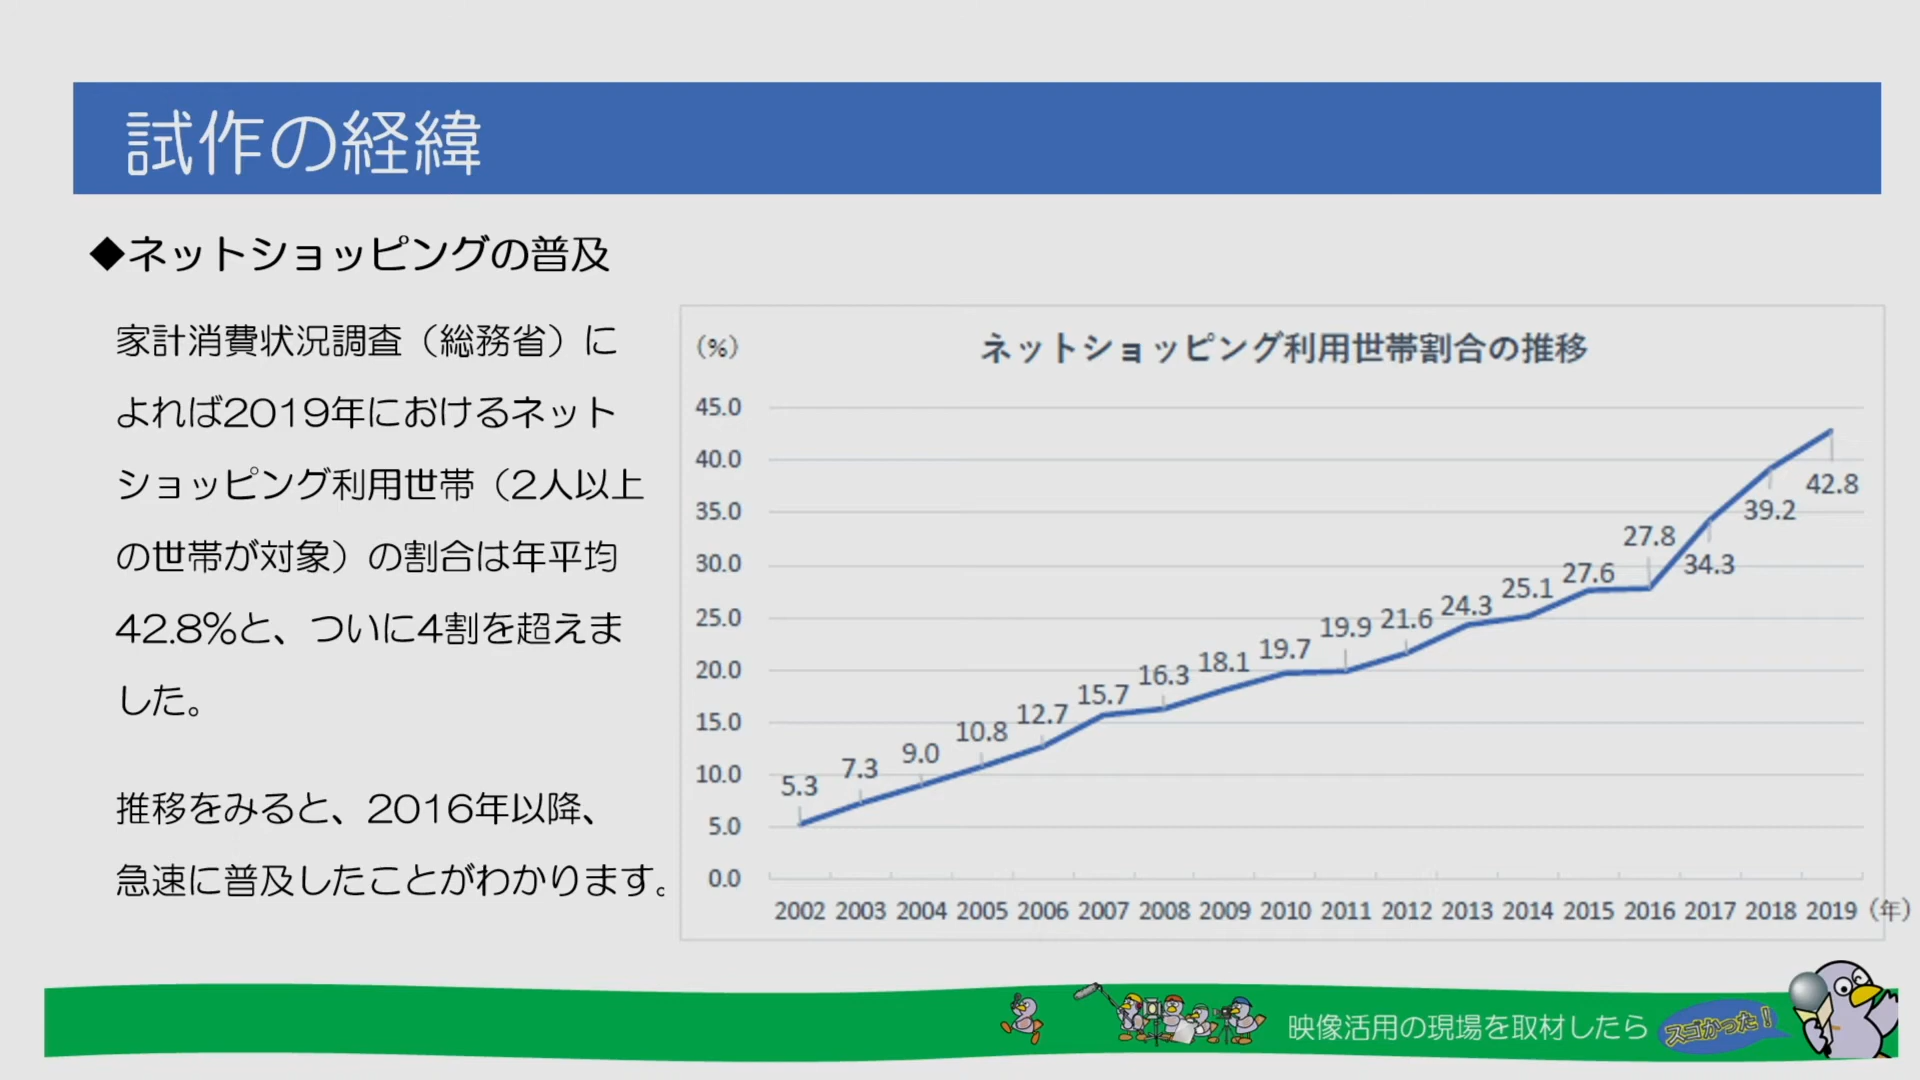 試作の経緯
◆ネットショッピングの普及
家計消費状況調査（総務省）に
よれば2019年におけるネット
ショッピング利用世帯（2人以上
の世帯が対象）の割合は年平均
42.8%と、ついに4割を超えま
した。
推移をみると、2016年以降、
急速に普及したことがわかります。
(%)
ネットショッピング利用世帯割合の推移
45.0
40.0
35.0
30.0
25.0
20.0
15.0
10.0
5.0
0.0
5.3
7.3
9.0
10.8
12.7
15.7
16.3
18.1
19.7
19.9
21.6
24.3
25.1
27.6
27.8
34.3
39.2
42.8
2002 2003 2004 2005 2006 2007 2008 2009 2010 2011 2012 2013 2014 2015 2016 2017 2018 2019 (年)
映像活用の現場を取材したら
スゴかった！